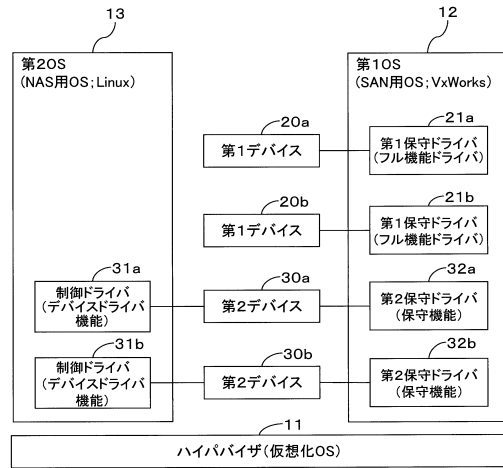 13
12
第2OS
(NAS用OS;Linux)
第1OS
(SAN用OS;VxWorks)
20a
第1デバイス
21a
第1保守ドライバ
(フル機能ドライバ)
20b
第1デバイス
21b
第1保守ドライバ
(フル機能ドライバ)
31a
制御ドライバ
(デバイスドライバ
機能)
30a
第2デバイス
32a
第2保守ドライバ
(保守機能)
31b
制御ドライバ
(デバイスドライバ
機能)
30b
第2デバイス
32b
第2保守ドライバ
(保守機能)
11
ハイパバイザ(仮想化OS)